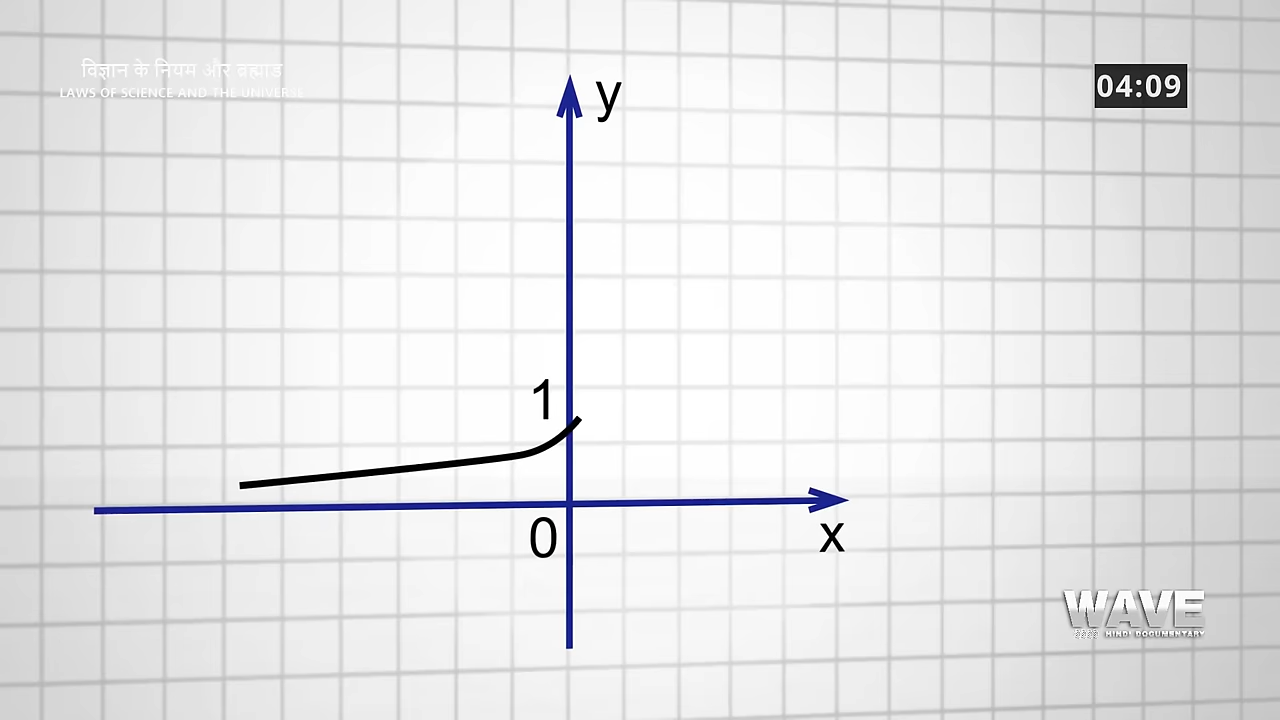 विज्ञान के नियम और ब्रह्मांड
LAWS OF SCIENCE AND THE UNIVERSE
04:09
y
1
0
x
WAVE
HINDI DOCUMENTARY